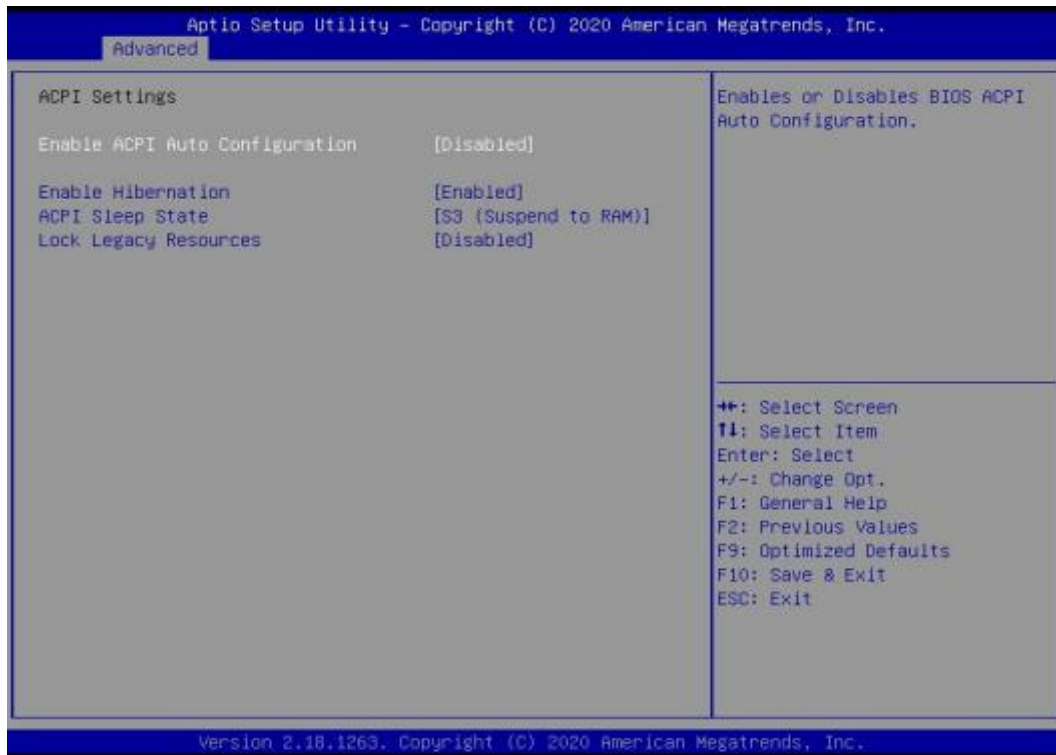 Aptio Setup Utility – Copyright (C) 2020 American Megatrends, Inc.
Advanced
ACPI Settings
Enable ACPI Auto Configuration [Disabled]
Enable Hibernation [Enabled]
ACPI Sleep State [S3 (Suspend to RAM)]
Lock Legacy Resources [Disabled]
Enables or Disables BIOS ACPI
Auto Configuration.
→←: Select Screen
↑↓: Select Item
Enter: Select
+/-: Change Opt.
F1: General Help
F2: Previous Values
F9: Optimized Defaults
F10: Save & Exit
ESC: Exit
Version 2.18.1263. Copyright (C) 2020 American Megatrends, Inc.